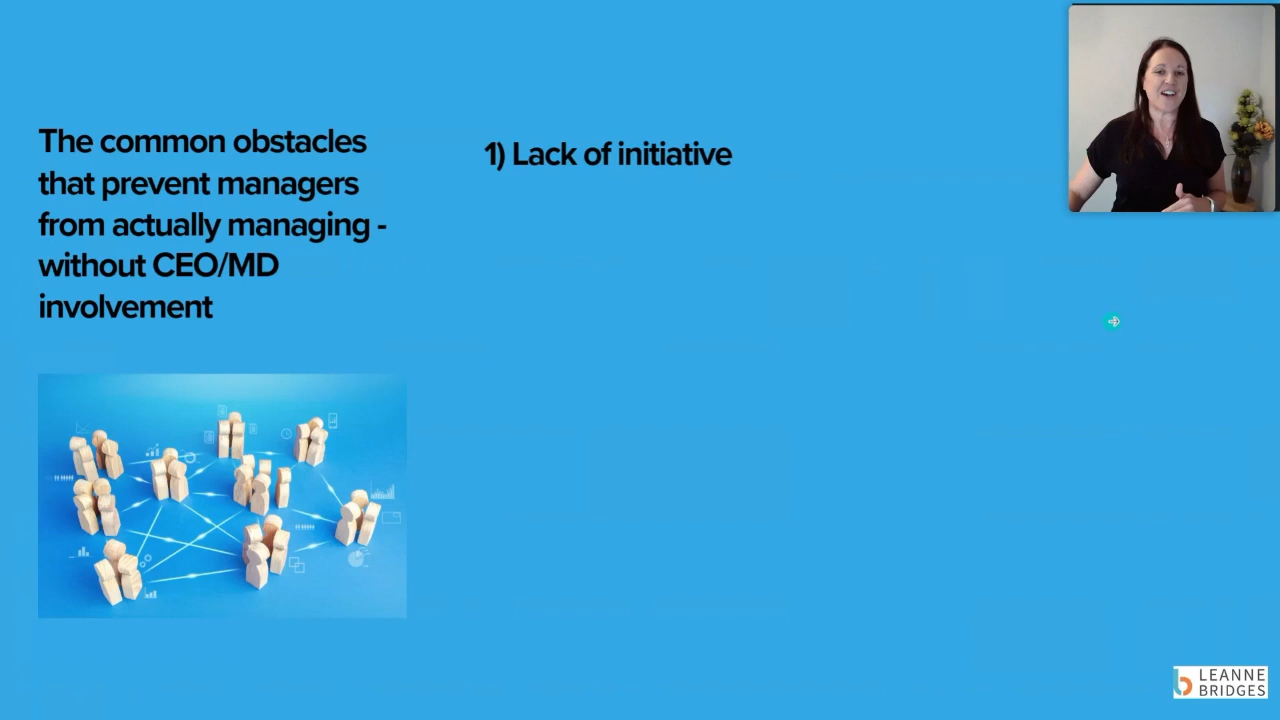 The common obstacles
that prevent managers
from actually managing -
without CEO/MD
involvement
1) Lack of initiative
LEANNE
BRIDGES